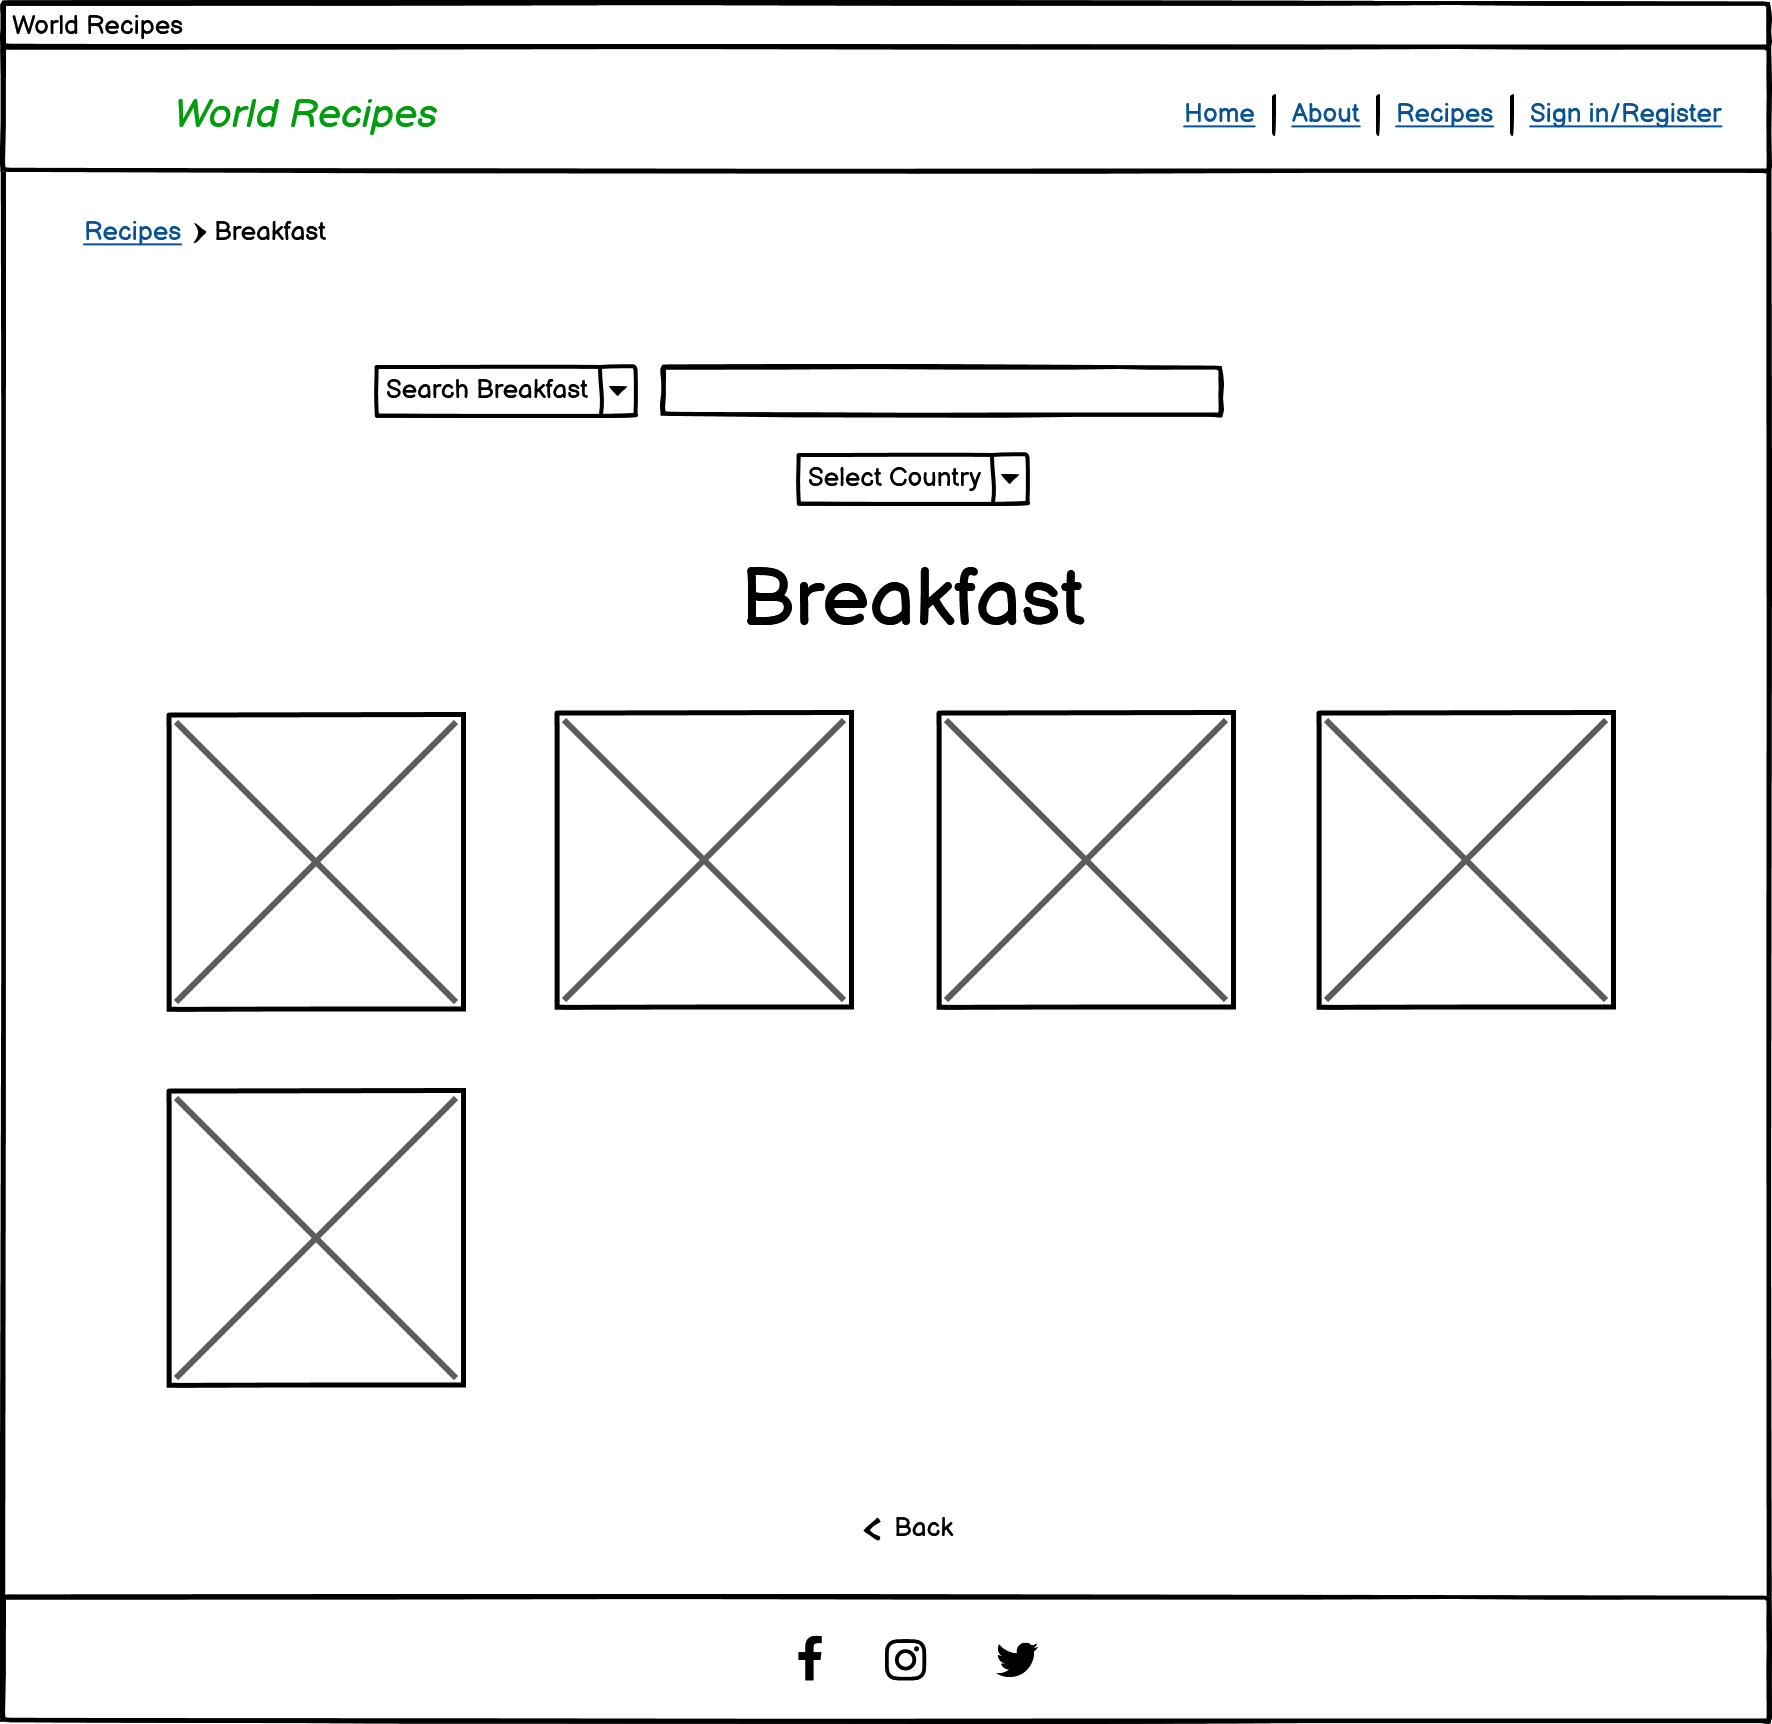 World Recipes
World Recipes
Home About Recipes Sign in/Register
Recipes Breakfast
Search Breakfast
Select Country
Breakfast
Back